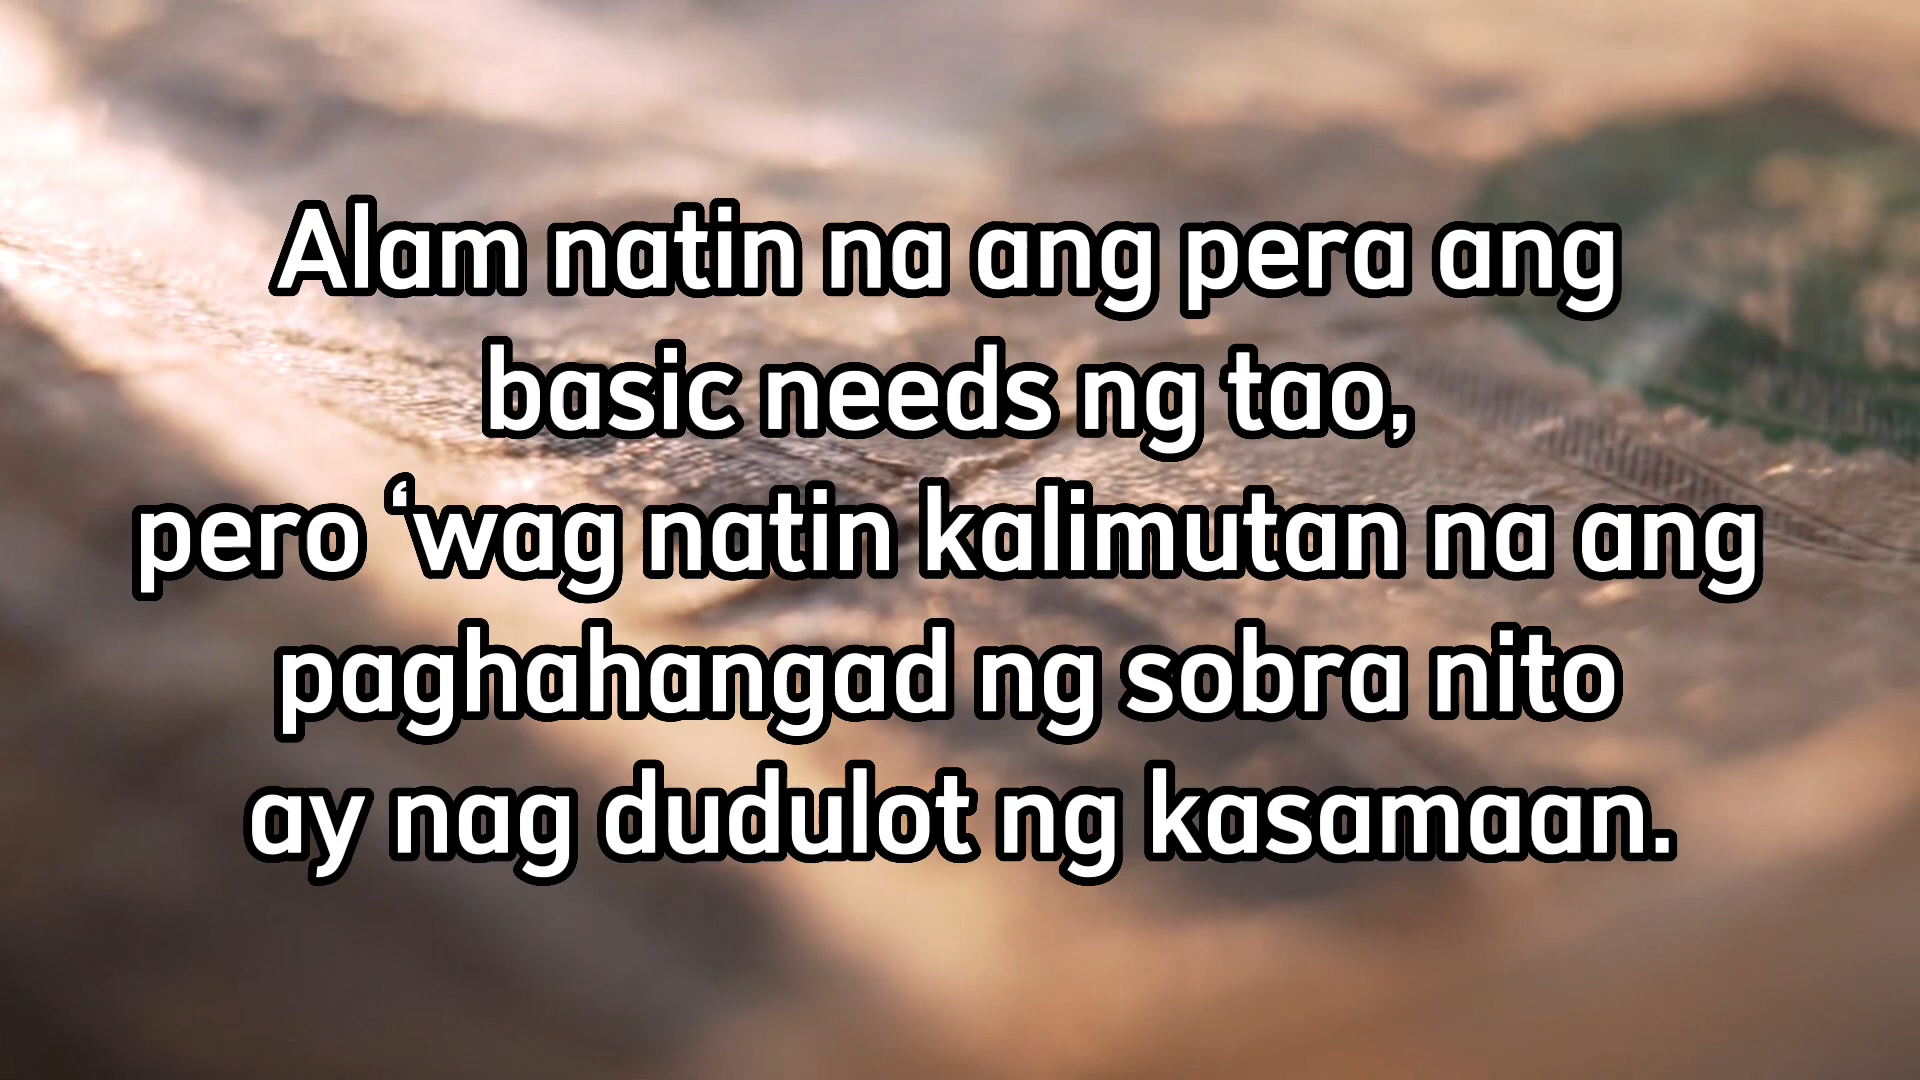 Alam natin na ang pera ang
basic needs ng tao,
pero ‘wag natin kalimutan na ang
paghahangad ng sobra nito
ay nag dudulot ng kasamaan.